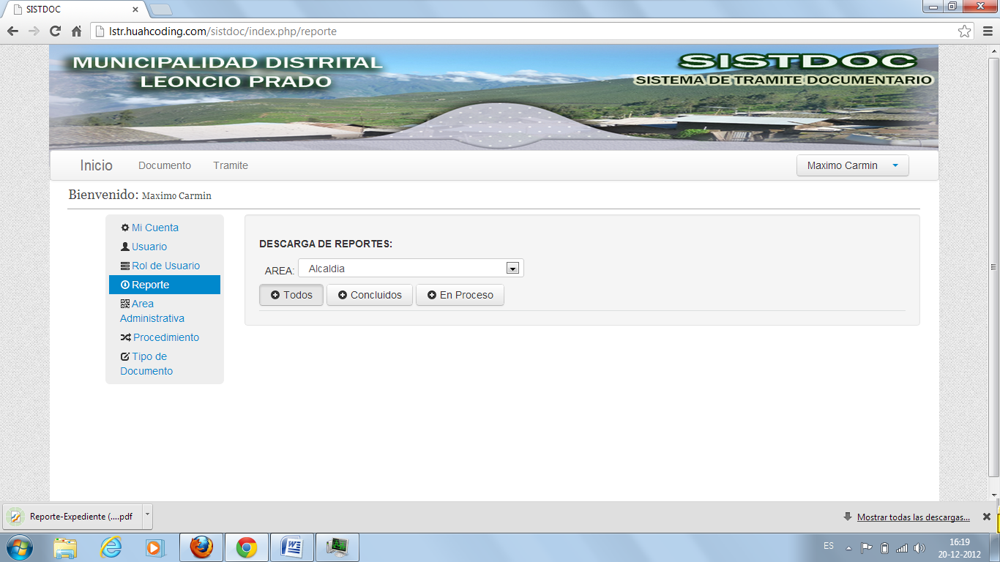 SISTDOC
lstr.huahcoding.com/sistdoc/index.php/reporte
MUNICIPALIDAD DISTRITAL
LEONCIO PRADO
SISTDOC
SISTEMA DE TRAMITE DOCUMENTARIO
Inicio
Documento
Tramite
Maximo Carmin
Bienvenido: Maximo Carmin
Mi Cuenta
Usuario
Rol de Usuario
Reporte
Area
Administrativa
Procedimiento
Tipo de
Documento
DESCARGA DE REPORTES:
AREA: Alcaldia
Todos
Concluidos
En Proceso
Reporte-Expediente (....pdf
Mostrar todas las descargas...
ES
16:19
20-12-2012